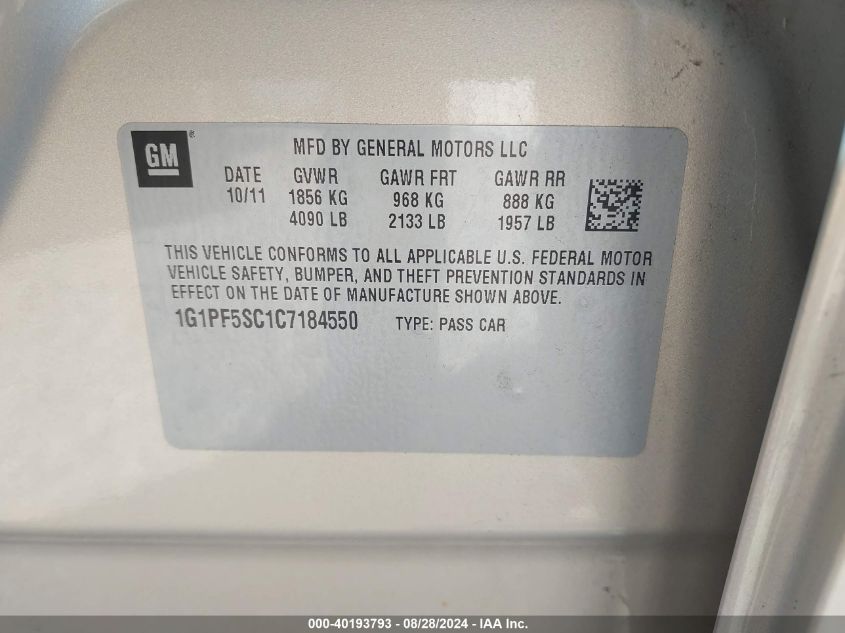 GM
MFD BY GENERAL MOTORS LLC
DATE GVWR GAWR FRT GAWR RR
10/11 1856 KG 968 KG 888 KG
4090 LB 2133 LB 1957 LB
THIS VEHICLE CONFORMS TO ALL APPLICABLE U.S. FEDERAL MOTOR
VEHICLE SAFETY, BUMPER, AND THEFT PREVENTION STANDARDS IN
EFFECT ON THE DATE OF MANUFACTURE SHOWN ABOVE.
1G1PF5SC1C7184550 TYPE: PASS CAR
000-40193793 - 08/28/2024 - IAA Inc.